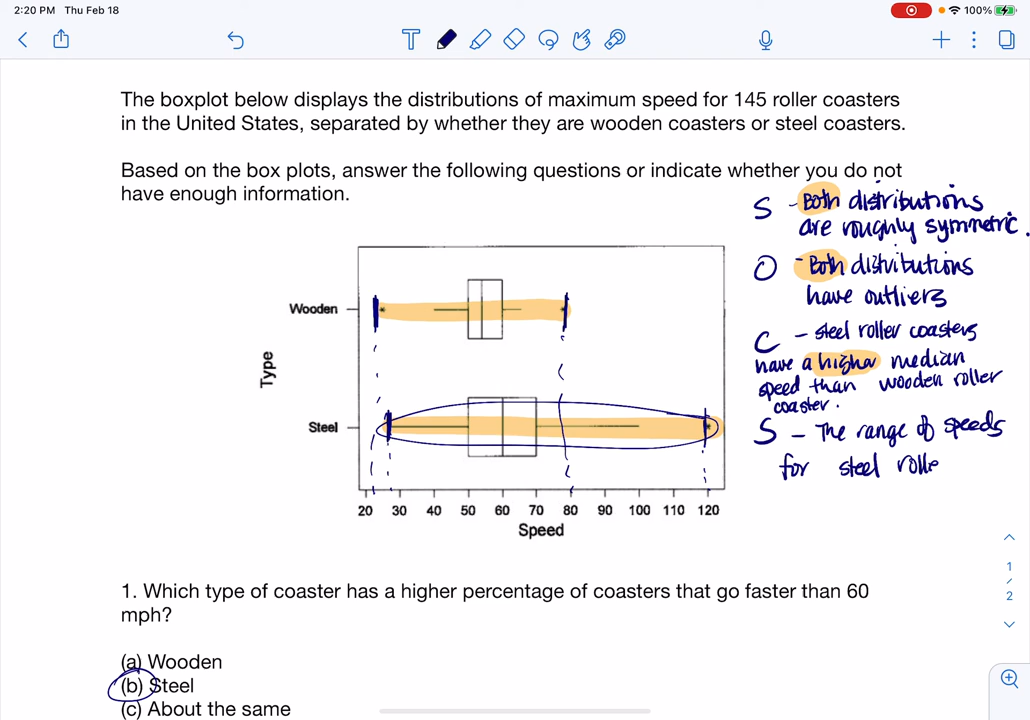 2:20 PM Thu Feb 18
100%
T
The boxplot below displays the distributions of maximum speed for 145 roller coasters
in the United States, separated by whether they are wooden coasters or steel coasters.
Based on the box plots, answer the following questions or indicate whether you do not
have enough information.
S - Both distributions
are roughly symmetric.
O - Both distributions
have outliers
C - steel roller coasters
have a higher median
speed than wooden roller
coaster.
S - The range of speeds
for steel rolle
Wooden
Steel
Type
20 30 40 50 60 70 80 90 100 110 120
Speed
1
/
2
1. Which type of coaster has a higher percentage of coasters that go faster than 60
mph?
(a) Wooden
(b) Steel
(c) About the same